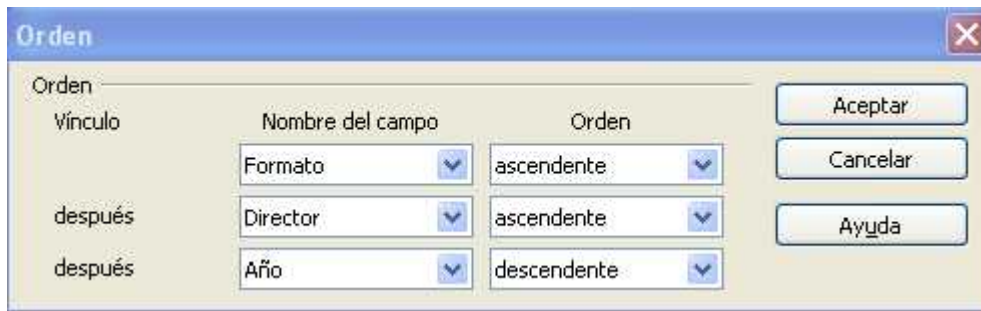 Orden
Orden
Vínculo Nombre del campo Orden
Formato ascendente
después Director ascendente
después Año descendente
Aceptar
Cancelar
Ayuda